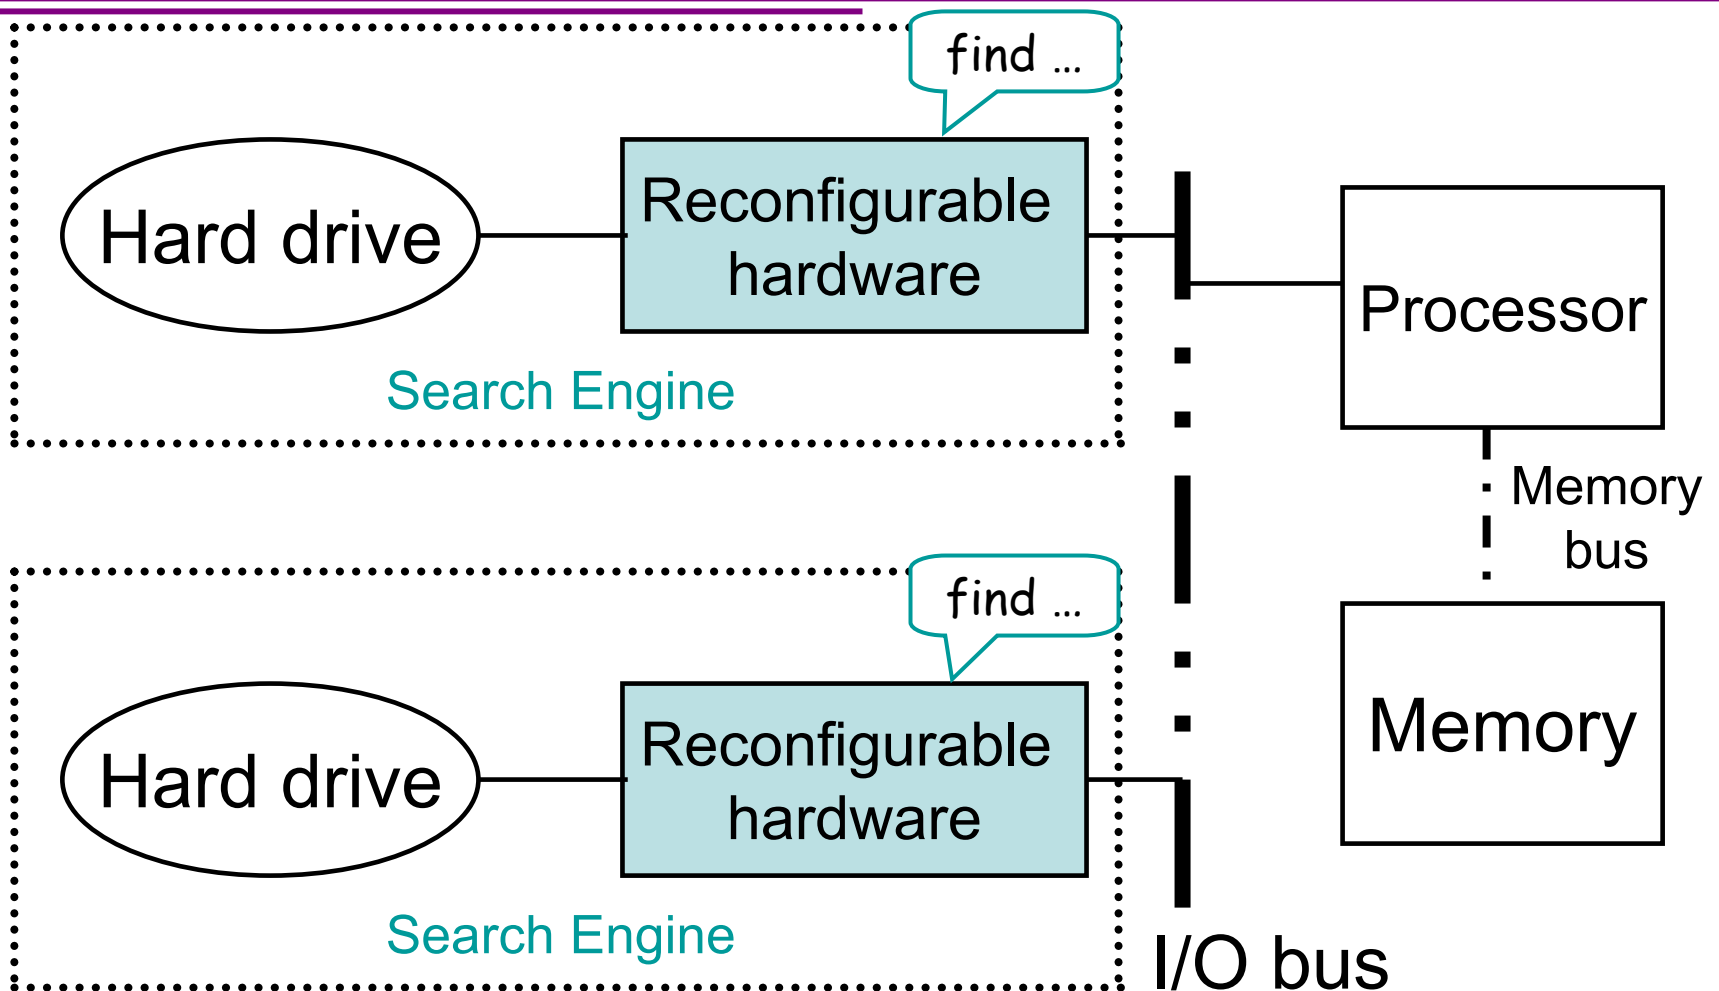 find ...
Hard drive
Reconfigurable
hardware
Search Engine
Processor
Memory
bus
find ...
Hard drive
Reconfigurable
hardware
Search Engine
Memory
I/O bus